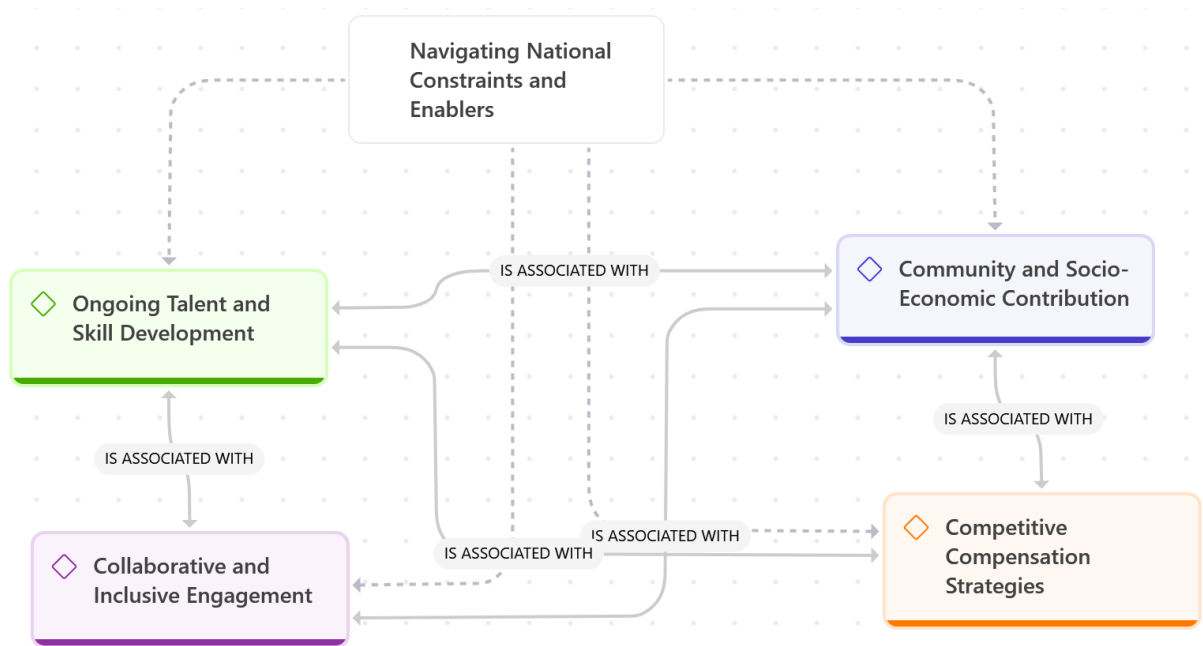 Navigating National
Constraints and
Enablers
IS ASSOCIATED WITH
Community and Socio-
Economic Contribution
Ongoing Talent and
Skill Development
IS ASSOCIATED WITH
IS ASSOCIATED WITH
Competitive
Compensation
Strategies
IS ASSOCIATED WITH
IS ASSOCIATED WITH
Collaborative and
Inclusive Engagement